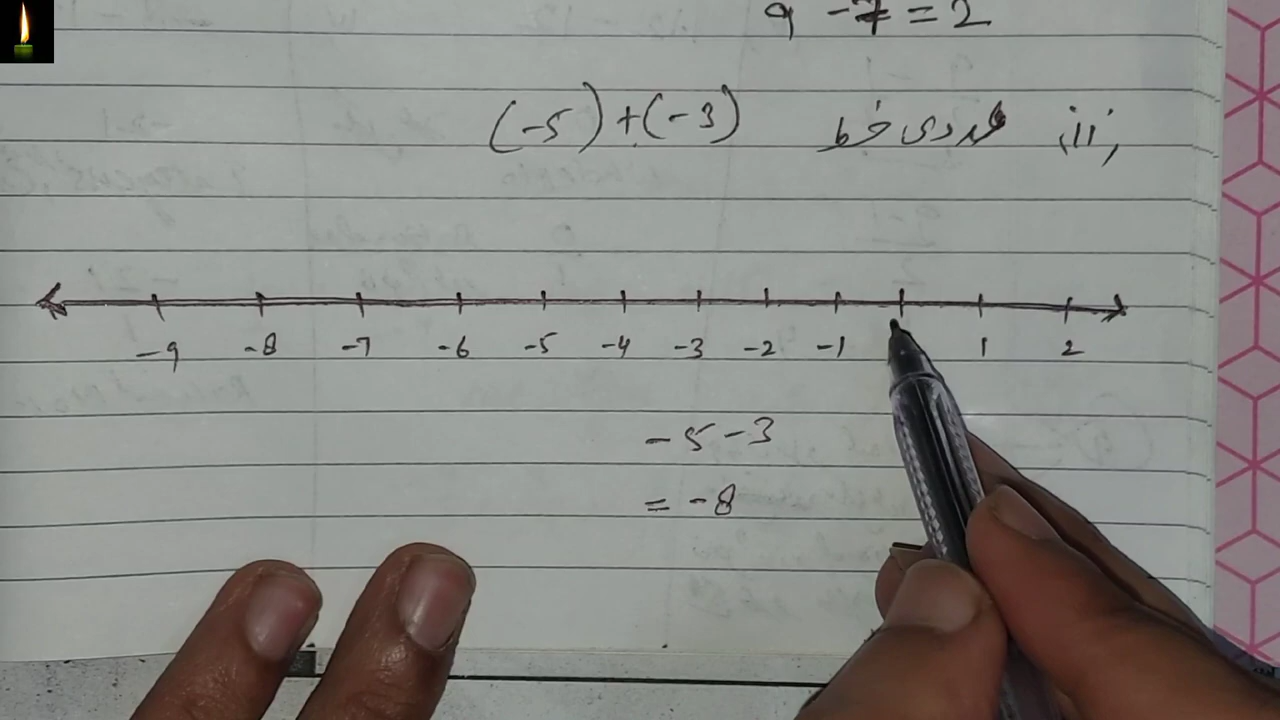 9 - 7 = 2
(iii) عددی خط (-5) + (-3)
-9 -8 -7 -6 -5 -4 -3 -2 -1 1 2
-5 - 3
= -8